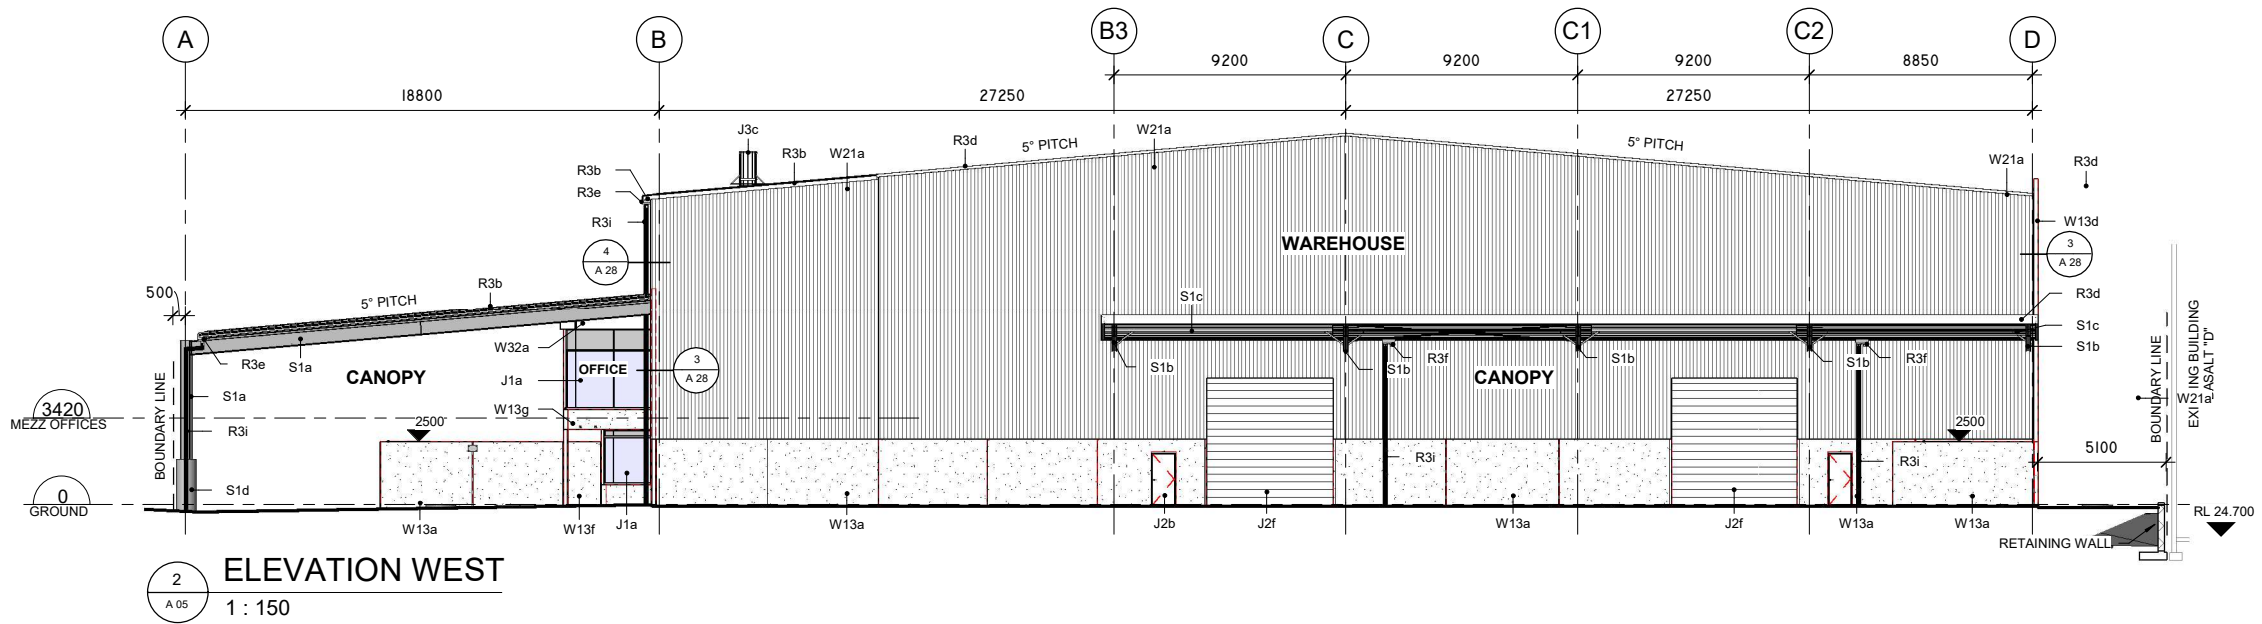 A
B
B3
C
C1
C2
D
9200
9200
9200
8850
18800
27250
27250
J3c
R3b
W21a
R3d
5° PITCH
W21a
5° PITCH
W21a
R3d
R3b
R3e
R3i
W13d
4
A 28
WAREHOUSE
3
A 28
500
5° PITCH
R3b
S1c
R3d
S1c
S1b
R3e
S1a
W32a
OFFICE
3
A 28
S1b
R3f
S1b
S1b
S1b
R3f
CANOPY
J1a
CANOPY
S1a
W13g
W21a
3420
MEZZ OFFICES
R3i
2500
2500
BOUNDARY LINE
BOUNDARY LINE
ASALT "D"
R3i
R3i
5100
S1d
0
GROUND
W13a
W13f
J1a
W13a
J2b
J2f
W13a
J2f
W13a
W13a
RL 24.700
RETAINING WALL
2
A 05
ELEVATION WEST
1 : 150